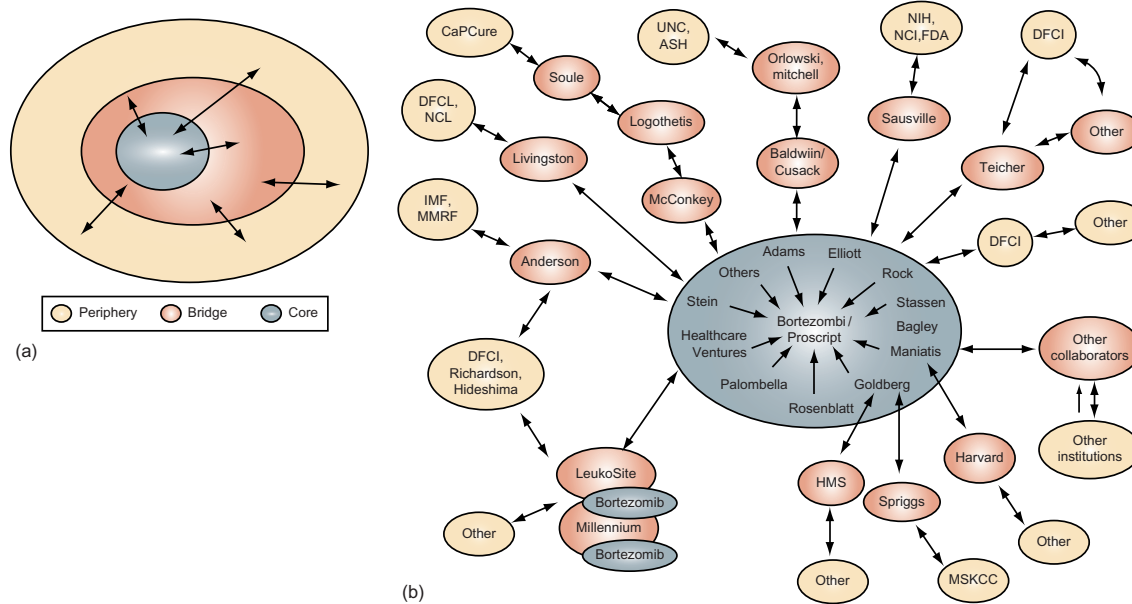 Periphery
Bridge
Core
(a)
CaPCure
UNC,
ASH
NIH,
NCI,FDA
DFCI
Soule
Orlowski,
mitchell
DFCL,
NCL
Logothetis
Sausville
Other
Livingston
Baldwiin/
Cusack
Teicher
IMF,
MMRF
McConkey
Other
DFCI
Anderson
Adams
Elliott
Others
Rock
Stein
Stassen
Bortezombi/
Proscript
Bagley
Healthcare
Ventures
Maniatis
Other
collaborators
DFCI,
Richardson,
Hideshima
Palombella
Goldberg
Rosenblatt
Other
institutions
LeukoSite
HMS
Harvard
Bortezomib
Spriggs
Other
Millennium
Other
Bortezomib
Other
MSKCC
(b)